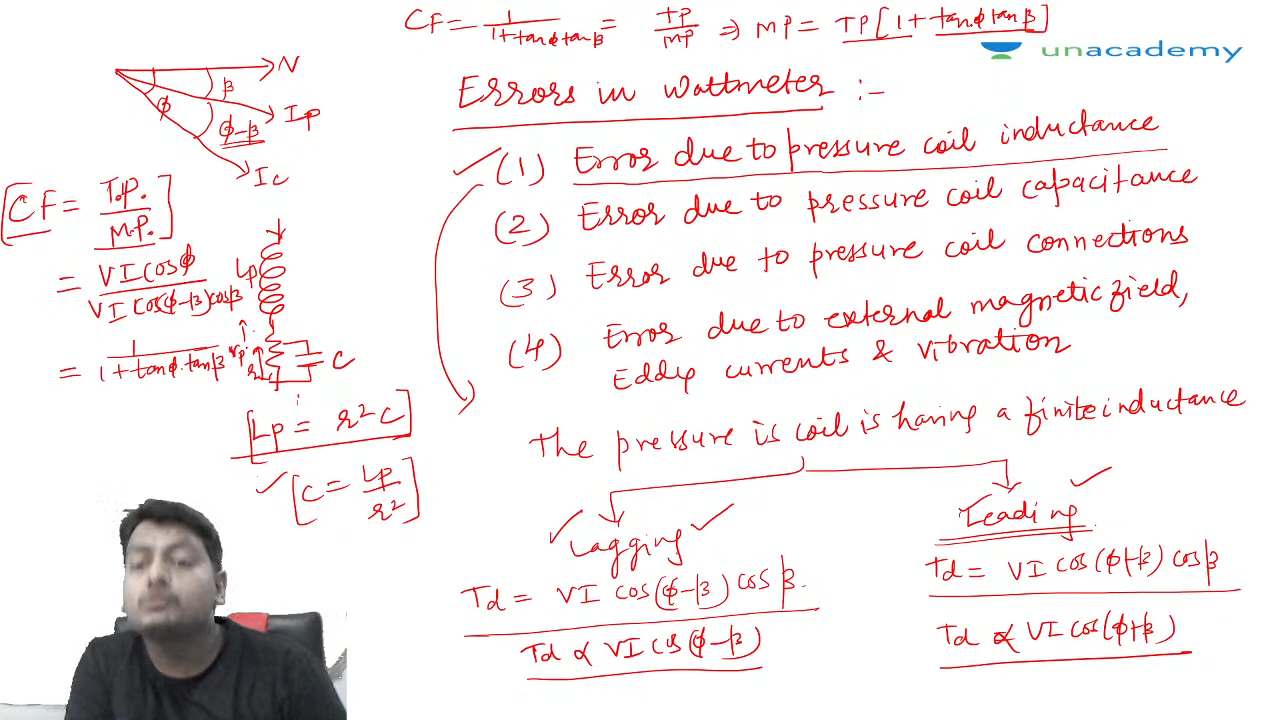 CF = 1/(1+tanϕtanβ) = TP/MP ⇒ MP = TP[1+tanϕtanβ]
unacademy
Errors in Wattmeter :-
(1) Error due to pressure coil inductance
(2) Error due to pressure coil capacitance
(3) Error due to pressure coil connections
(4) Error due to external magnetic field,
Eddy currents & vibration
The pressure is coil is having a finite inductance
Lagging
Td = VI cos(ϕ-β) cosβ.
Td ∝ VI cos(ϕ-β)
Leading
Td = VI cos(ϕ+β) cosβ
Td ∝ VI cos(ϕ+β)
V
β
ϕ
Ip
ϕ-β
Ic
[CF = T.P./M.P.]
= VI cosϕ/VI cos(ϕ-β)cosβ
= 1/1+tanϕ.tanβ
Lp
rp
r
C
[Lp = r²c]
[C = Lp/r²]